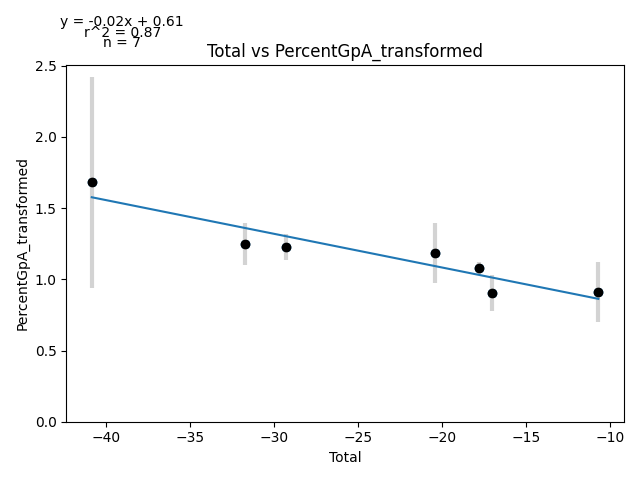 y = -0.02x + 0.61
r^2 = 0.87
n = 7
Total vs PercentGpA_transformed
2.5
2.0
1.5
1.0
0.5
0.0
PercentGpA_transformed
−40 −35 −30 −25 −20 −15 −10
Total